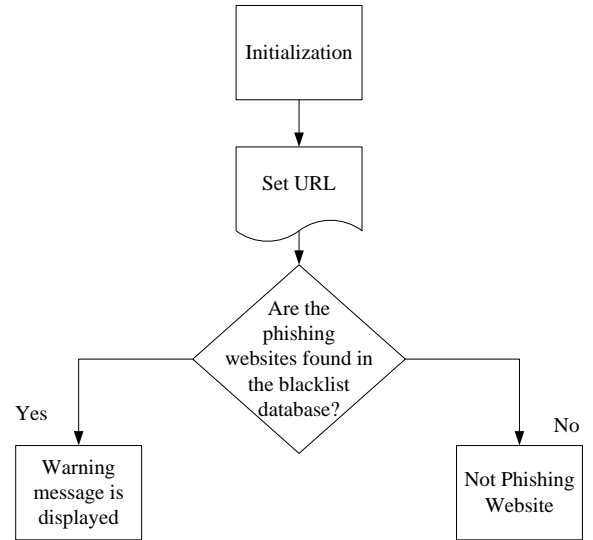 Initialization
Set URL
Are the
phishing
websites found in
the blacklist
database?
Yes
No
Warning
message is
displayed
Not Phishing
Website